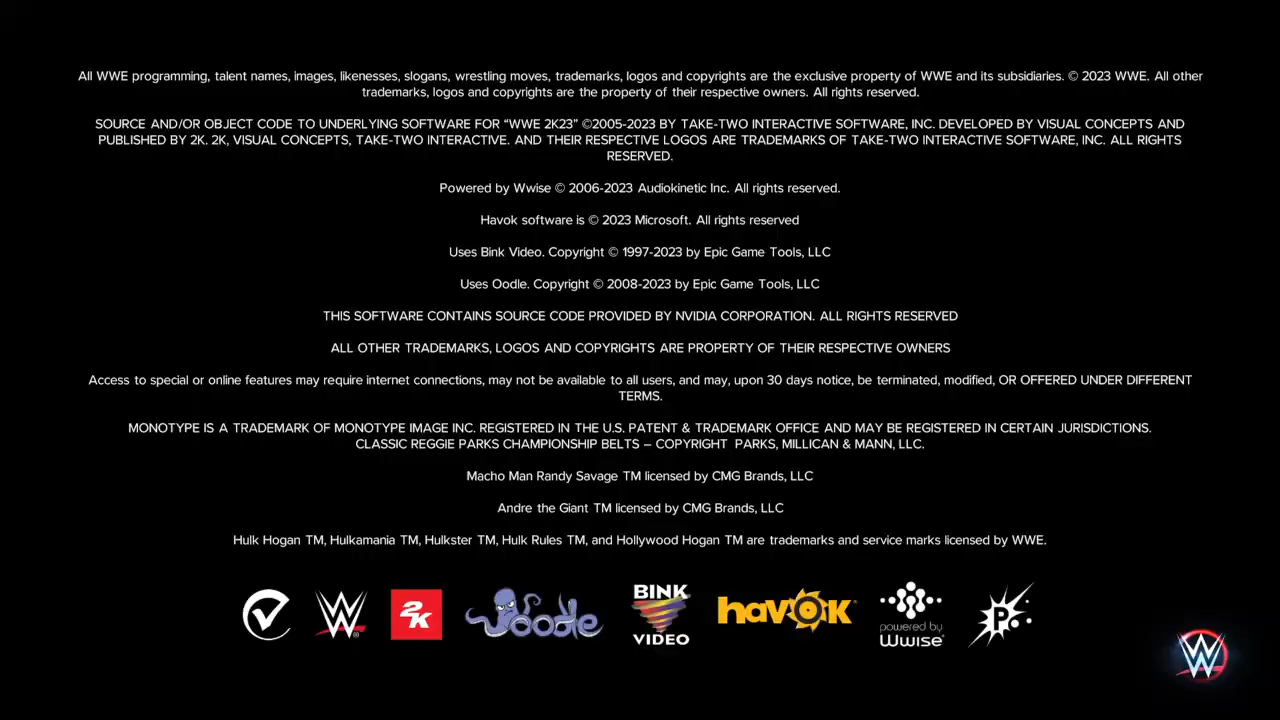 All WWE programming, talent names, images, likenesses, slogans, wrestling moves, trademarks, logos and copyrights are the exclusive property of WWE and its subsidiaries. © 2023 WWE. All other
trademarks, logos and copyrights are the property of their respective owners. All rights reserved.
SOURCE AND/OR OBJECT CODE TO UNDERLYING SOFTWARE FOR “WWE 2K23” ©2005-2023 BY TAKE-TWO INTERACTIVE SOFTWARE, INC. DEVELOPED BY VISUAL CONCEPTS AND
PUBLISHED BY 2K. 2K, VISUAL CONCEPTS, TAKE-TWO INTERACTIVE. AND THEIR RESPECTIVE LOGOS ARE TRADEMARKS OF TAKE-TWO INTERACTIVE SOFTWARE, INC. ALL RIGHTS
RESERVED.
Powered by Wwise © 2006-2023 Audiokinetic Inc. All rights reserved.
Havok software is © 2023 Microsoft. All rights reserved
Uses Bink Video. Copyright © 1997-2023 by Epic Game Tools, LLC
Uses Oodle. Copyright © 2008-2023 by Epic Game Tools, LLC
THIS SOFTWARE CONTAINS SOURCE CODE PROVIDED BY NVIDIA CORPORATION. ALL RIGHTS RESERVED
ALL OTHER TRADEMARKS, LOGOS AND COPYRIGHTS ARE PROPERTY OF THEIR RESPECTIVE OWNERS
Access to special or online features may require internet connections, may not be available to all users, and may, upon 30 days notice, be terminated, modified, OR OFFERED UNDER DIFFERENT
TERMS.
MONOTYPE IS A TRADEMARK OF MONOTYPE IMAGE INC. REGISTERED IN THE U.S. PATENT & TRADEMARK OFFICE AND MAY BE REGISTERED IN CERTAIN JURISDICTIONS.
CLASSIC REGGIE PARKS CHAMPIONSHIP BELTS – COPYRIGHT PARKS, MILLICAN & MANN, LLC.
Macho Man Randy Savage TM licensed by CMG Brands, LLC
Andre the Giant TM licensed by CMG Brands, LLC
Hulk Hogan TM, Hulkamania TM, Hulkster TM, Hulk Rules TM, and Hollywood Hogan TM are trademarks and service marks licensed by WWE.
W ® 2K oodle BINK VIDEO havok ® powered by Wwise ® P
W